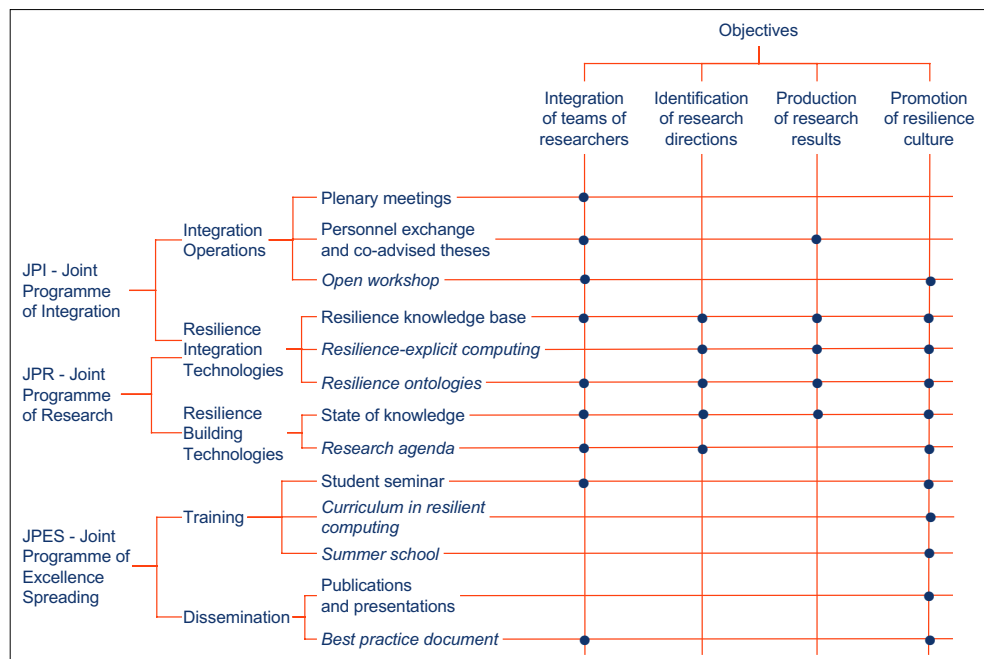 Objectives
Integration
of teams of
researchers
Identification
of research
directions
Production
of research
results
Promotion
of resilience
culture
JPI - Joint
Programme
of Integration
Integration
Operations
Plenary meetings
Personnel exchange
and co-advised theses
Open workshop
Resilience
Integration
Technologies
Resilience knowledge base
Resilience-explicit computing
Resilience ontologies
JPR - Joint
Programme
of Research
Resilience
Building
Technologies
State of knowledge
Research agenda
JPES - Joint
Programme of
Excellence
Spreading
Training
Student seminar
Curriculum in resilient
computing
Summer school
Dissemination
Publications
and presentations
Best practice document